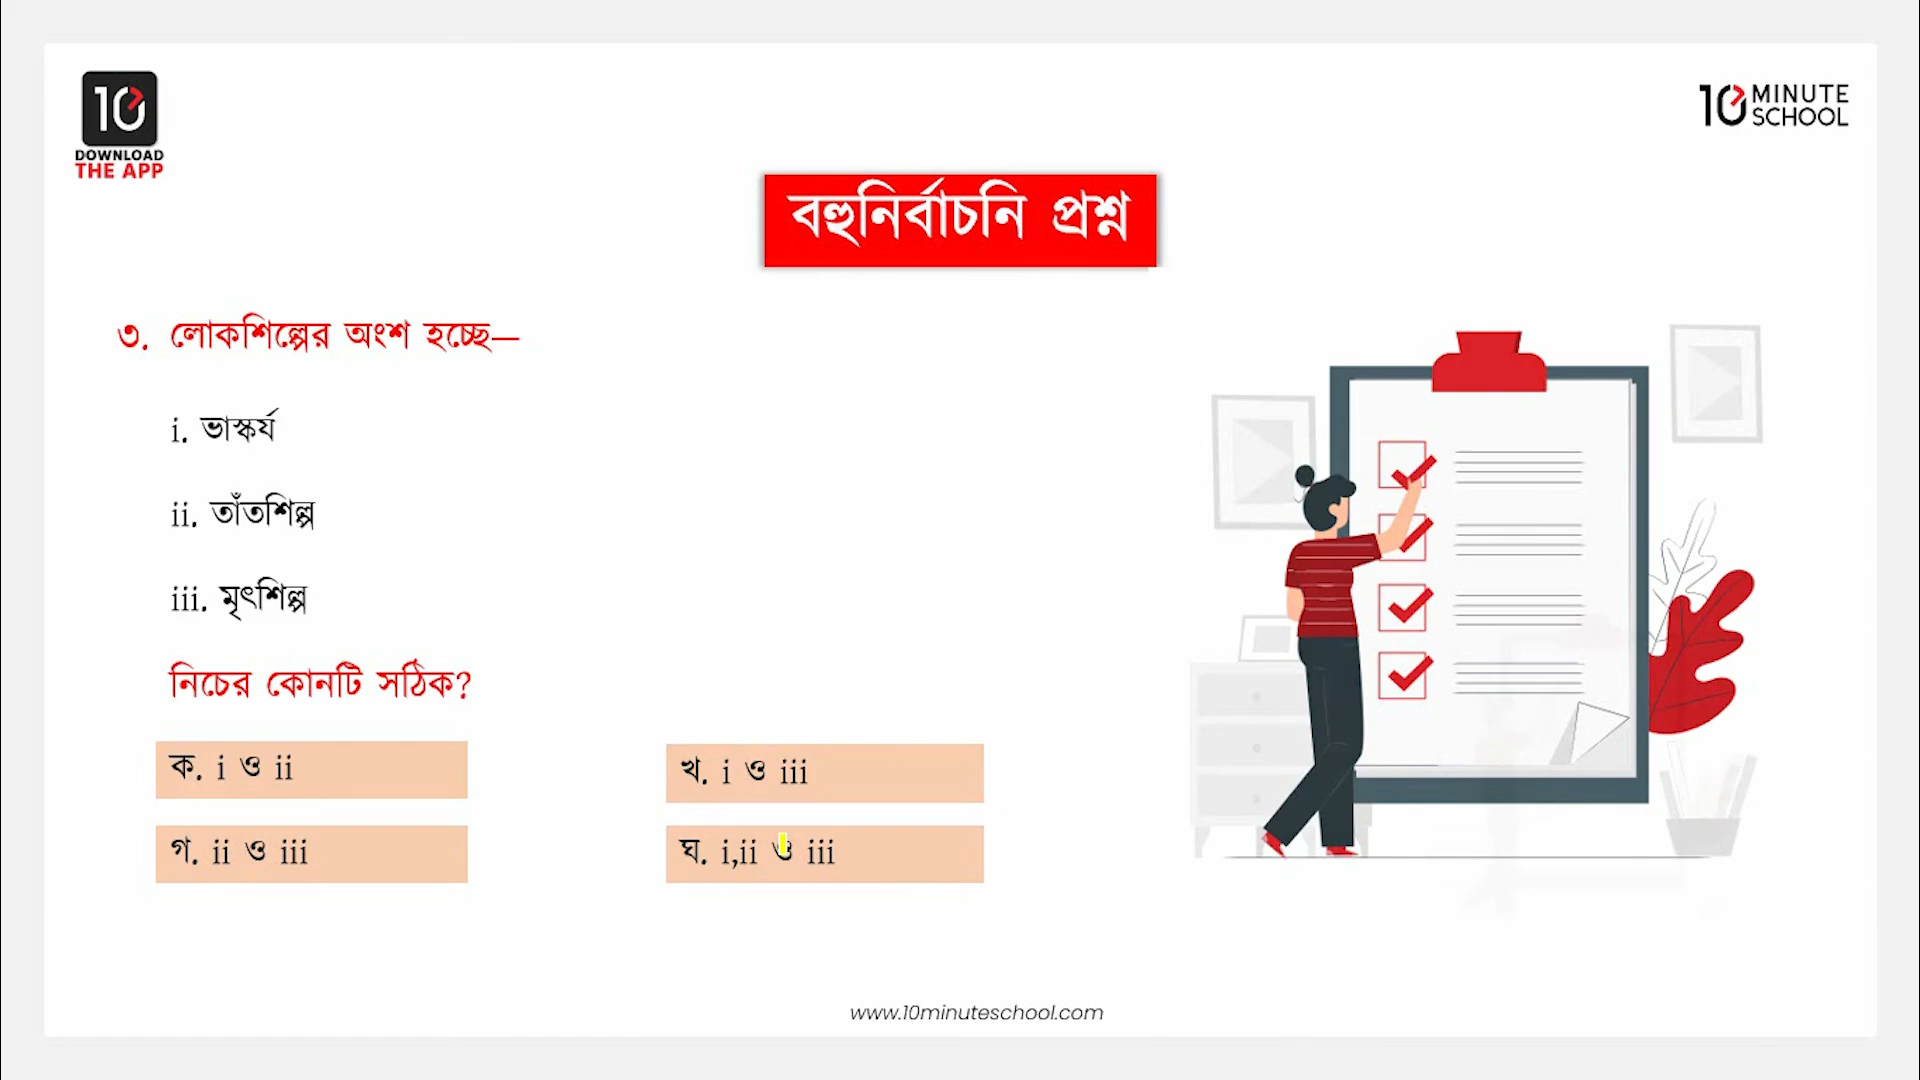 10
DOWNLOAD
THE APP
10 MINUTE
SCHOOL
বহুনির্বাচনি প্রশ্ন
৩. লোকশিল্পের অংশ হচ্ছে—
i. ভাস্কর্য
ii. তাঁতশিল্প
iii. মৃৎশিল্প
নিচের কোনটি সঠিক?
ক. i ও ii
খ. i ও iii
গ. ii ও iii
ঘ. i,ii ও iii
www.10minuteschool.com